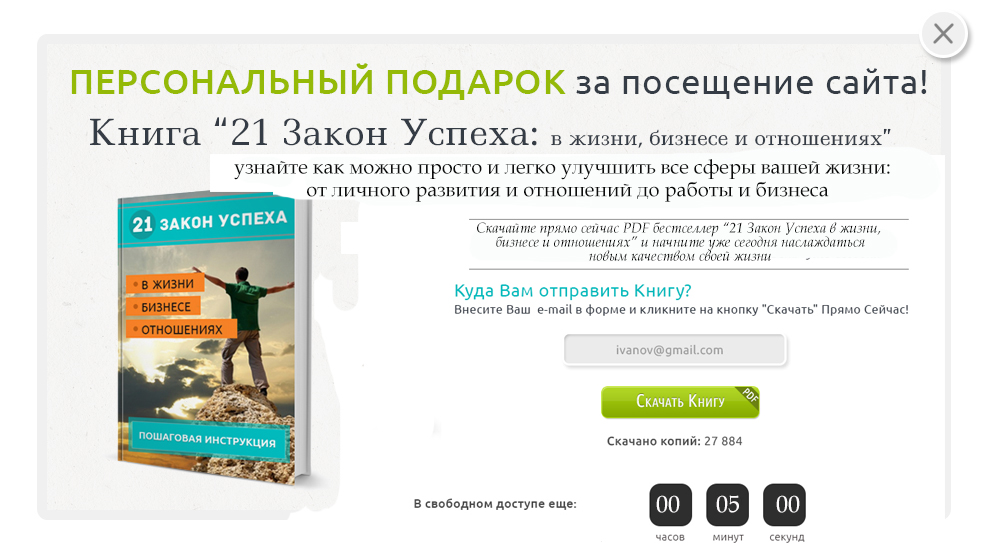 ПЕРСОНАЛЬНЫЙ ПОДАРОК за посещение сайта!
Книга “21 Закон Успеха: в жизни, бизнесе и отношениях”
узнайте как можно просто и легко улучшить все сферы вашей жизни:
от личного развития и отношений до работы и бизнеса
21 ЗАКОН УСПЕХА
В ЖИЗНИ
БИЗНЕСЕ
ОТНОШЕНИЯХ
ПОШАГОВАЯ ИНСТРУКЦИЯ
Скачайте прямо сейчас PDF бестселлер “21 Закон Успеха в жизни,
бизнесе и отношениях” и начните уже сегодня наслаждаться
новым качеством своей жизни
Куда Вам отправить Книгу?
Внесите Ваш e-mail в форме и кликните на кнопку "Скачать" Прямо Сейчас!
ivanov@gmail.com
Скачать Книгу PDF
Скачано копий: 27 884
В свободном доступе еще: 00 05 00
часов минут секунд